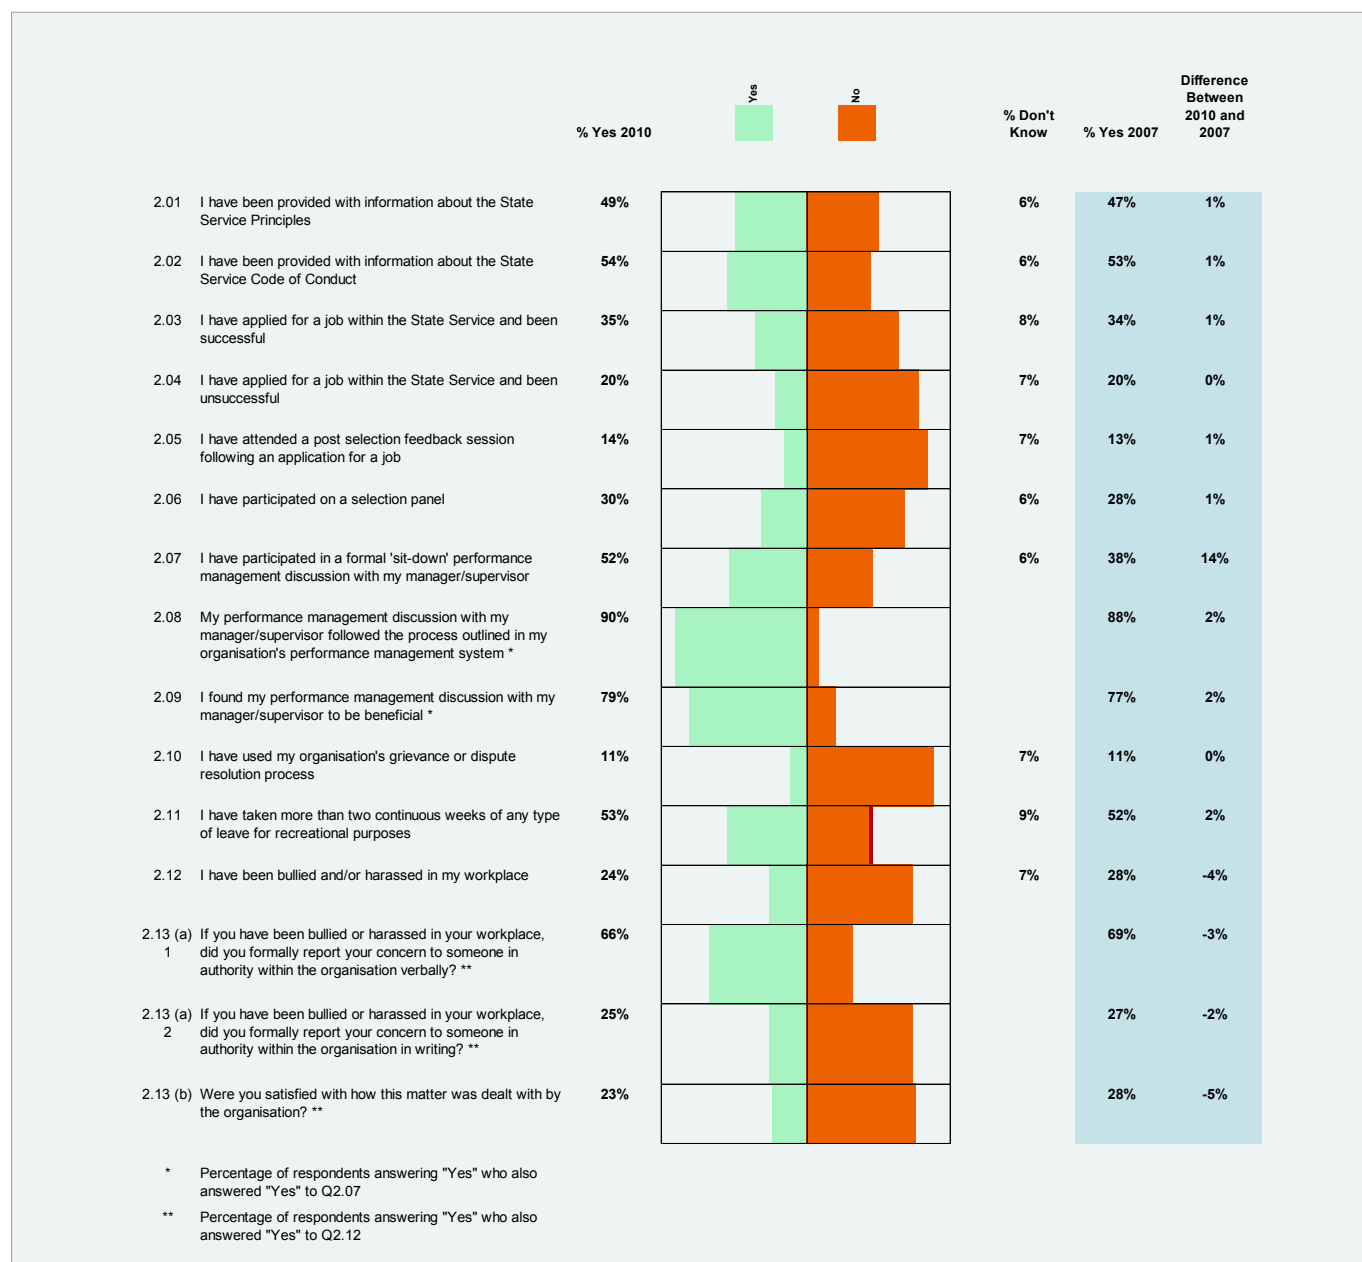 Yes
No
Difference
Between
2010 and
2007
% Yes 2010
% Don't
Know
% Yes 2007
2.01 I have been provided with information about the State 49% 6% 47% 1%
Service Principles
2.02 I have been provided with information about the State 54% 6% 53% 1%
Service Code of Conduct
2.03 I have applied for a job within the State Service and been 35% 8% 34% 1%
successful
2.04 I have applied for a job within the State Service and been 20% 7% 20% 0%
unsuccessful
2.05 I have attended a post selection feedback session 14% 7% 13% 1%
following an application for a job
2.06 I have participated on a selection panel 30% 6% 28% 1%
2.07 I have participated in a formal 'sit-down' performance 52% 6% 38% 14%
management discussion with my manager/supervisor
2.08 My performance management discussion with my 90% 88% 2%
manager/supervisor followed the process outlined in my
organisation's performance management system *
2.09 I found my performance management discussion with my 79% 77% 2%
manager/supervisor to be beneficial *
2.10 I have used my organisation's grievance or dispute 11% 7% 11% 0%
resolution process
2.11 I have taken more than two continuous weeks of any type 53% 9% 52% 2%
of leave for recreational purposes
2.12 I have been bullied and/or harassed in my workplace 24% 7% 28% -4%
2.13 (a) If you have been bullied or harassed in your workplace, 66% 69% -3%
1 did you formally report your concern to someone in
authority within the organisation verbally? **
2.13 (a) If you have been bullied or harassed in your workplace, 25% 27% -2%
2 did you formally report your concern to someone in
authority within the organisation in writing? **
2.13 (b) Were you satisfied with how this matter was dealt with by 23% 28% -5%
the organisation? **
* Percentage of respondents answering "Yes" who also
answered "Yes" to Q2.07
** Percentage of respondents answering "Yes" who also
answered "Yes" to Q2.12